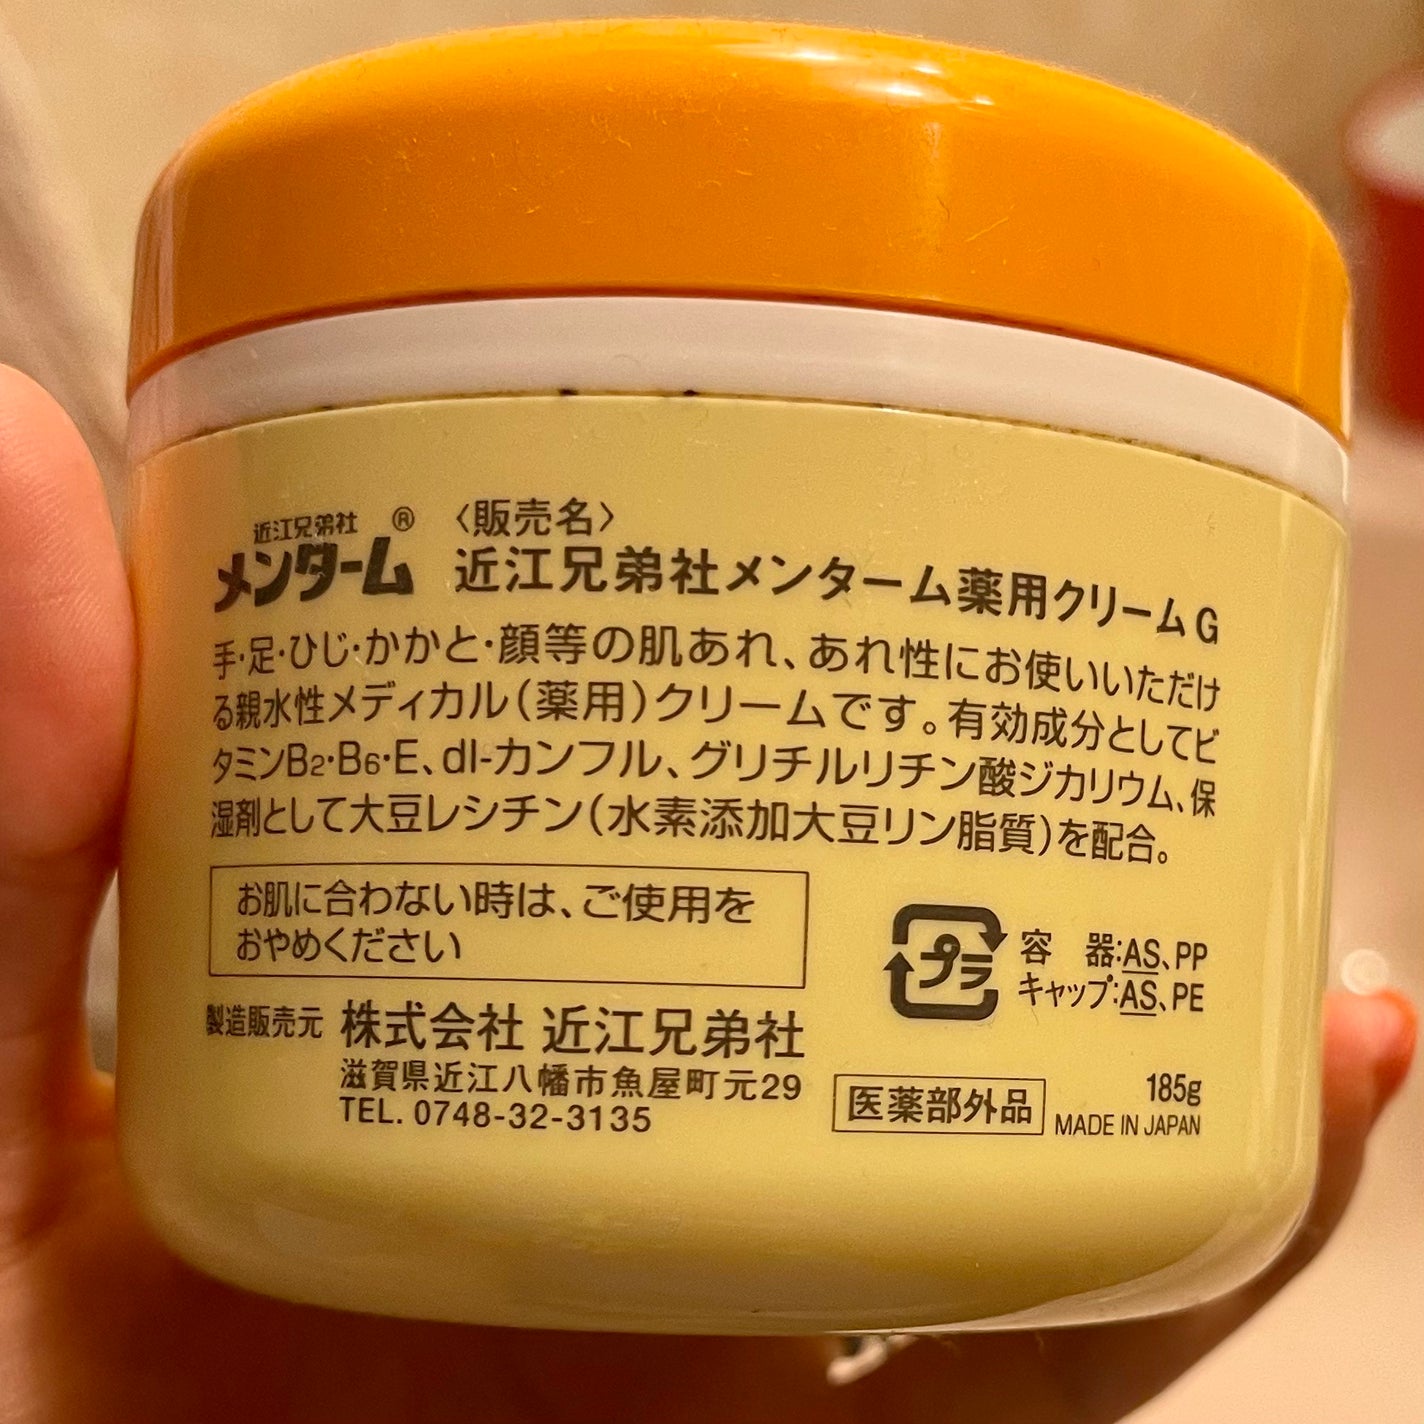 近江兄弟社
メンターム®
〈販売名〉
近江兄弟社メンターム薬用クリームG
手・足・ひじ・かかと・顔等の肌あれ、あれ性にお使いいただけ
る親水性メディカル(薬用)クリームです。有効成分としてビ
タミンB2・B6・E、dl-カンフル、グリチルリチン酸ジカリウム、保
湿剤として大豆レシチン(水素添加大豆リン脂質)を配合。
お肌に合わない時は、ご使用を
おやめください
プラ
容 器:AS、PP
キャップ:AS、PE
製造販売元 株式会社 近江兄弟社
滋賀県近江八幡市魚屋町元29
TEL. 0748-32-3135
医薬部外品
185g
MADE IN JAPAN